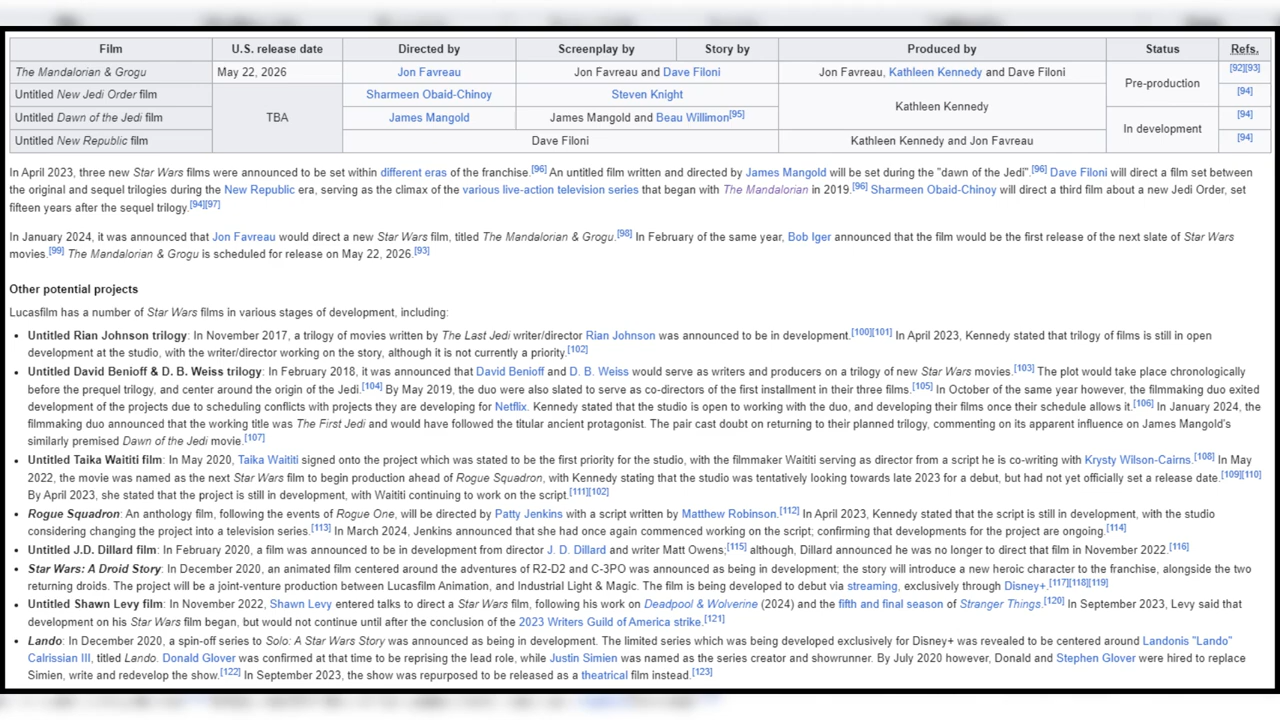 Film U.S. release date Directed by Screenplay by Story by Produced by Status Refs.
The Mandalorian & Grogu May 22, 2026 Jon Favreau Jon Favreau and Dave Filoni Jon Favreau, Kathleen Kennedy and Dave Filoni Pre-production [92][93]
Untitled New Jedi Order film TBA Sharmeen Obaid-Chinoy Steven Knight Kathleen Kennedy [94]
Untitled Dawn of the Jedi film James Mangold James Mangold and Beau Willimon[95] In development [94]
Untitled New Republic film Dave Filoni Kathleen Kennedy and Jon Favreau [94]
In April 2023, three new Star Wars films were announced to be set within different eras of the franchise.[96] An untitled film written and directed by James Mangold will be set during the "dawn of the Jedi".[96] Dave Filoni will direct a film set between
the original and sequel trilogies during the New Republic era, serving as the climax of the various live-action television series that began with The Mandalorian in 2019.[96] Sharmeen Obaid-Chinoy will direct a third film about a new Jedi Order, set
fifteen years after the sequel trilogy.[94][97]
In January 2024, it was announced that Jon Favreau would direct a new Star Wars film, titled The Mandalorian & Grogu.[98] In February of the same year, Bob Iger announced that the film would be the first release of the next slate of Star Wars
movies.[99] The Mandalorian & Grogu is scheduled for release on May 22, 2026.[93]
Other potential projects
Lucasfilm has a number of Star Wars films in various stages of development, including:
• Untitled Rian Johnson trilogy: In November 2017, a trilogy of movies written by The Last Jedi writer/director Rian Johnson was announced to be in development.[100][101] In April 2023, Kennedy stated that trilogy of films is still in open
development at the studio, with the writer/director working on the story, although it is not currently a priority.[102]
• Untitled David Benioff & D. B. Weiss trilogy: In February 2018, it was announced that David Benioff and D. B. Weiss would serve as writers and producers on a trilogy of new Star Wars movies.[103] The plot would take place chronologically
before the prequel trilogy, and center around the origin of the Jedi.[104] By May 2019, the duo were also slated to serve as co-directors of the first installment in their three films.[105] In October of the same year however, the filmmaking duo exited
development of the projects due to scheduling conflicts with projects they are developing for Netflix. Kennedy stated that the studio is open to working with the duo, and developing their films once their schedule allows it.[106] In January 2024, the
filmmaking duo announced that the working title was The First Jedi and would have followed the titular ancient protagonist. The pair cast doubt on returning to their planned trilogy, commenting on its apparent influence on James Mangold's
similarly premised Dawn of the Jedi movie.[107]
• Untitled Taika Waititi film: In May 2020, Taika Waititi signed onto the project which was stated to be the first priority for the studio, with the filmmaker Waititi serving as director from a script he is co-writing with Krysty Wilson-Cairns.[108] In May
2022, the movie was named as the next Star Wars film to begin production ahead of Rogue Squadron, with Kennedy stating that the studio was tentatively looking towards late 2023 for a debut, but had not yet officially set a release date.[109][110]
By April 2023, she stated that the project is still in development, with Waititi continuing to work on the script.[111][102]
• Rogue Squadron: An anthology film, following the events of Rogue One, will be directed by Patty Jenkins with a script written by Matthew Robinson.[112] In April 2023, Kennedy stated that the script is still in development, with the studio
considering changing the project into a television series.[113] In March 2024, Jenkins announced that she had once again commenced working on the script; confirming that developments for the project are ongoing.[114]
• Untitled J.D. Dillard film: In February 2020, a film was announced to be in development from director J. D. Dillard and writer Matt Owens;[115] although, Dillard announced he was no longer to direct that film in November 2022.[116]
• Star Wars: A Droid Story: In December 2020, an animated film centered around the adventures of R2-D2 and C-3PO was announced as being in development; the story will introduce a new heroic character to the franchise, alongside the two
returning droids. The project will be a joint-venture production between Lucasfilm Animation, and Industrial Light & Magic. The film is being developed to debut via streaming, exclusively through Disney+.[117][118][119]
• Untitled Shawn Levy film: In November 2022, Shawn Levy entered talks to direct a Star Wars film, following his work on Deadpool & Wolverine (2024) and the fifth and final season of Stranger Things.[120] In September 2023, Levy said that
development on his Star Wars film began, but would not continue until after the conclusion of the 2023 Writers Guild of America strike.[121]
• Lando: In December 2020, a spin-off series to Solo: A Star Wars Story was announced as being in development. The limited series which was being developed exclusively for Disney+ was revealed to be centered around Landonis "Lando"
Calrissian III, titled Lando. Donald Glover was confirmed at that time to be reprising the lead role, while Justin Simien was named as the series creator and showrunner. By July 2020 however, Donald and Stephen Glover were hired to replace
Simien, write and redevelop the show.[122] In September 2023, the show was repurposed to be released as a theatrical film instead.[123]